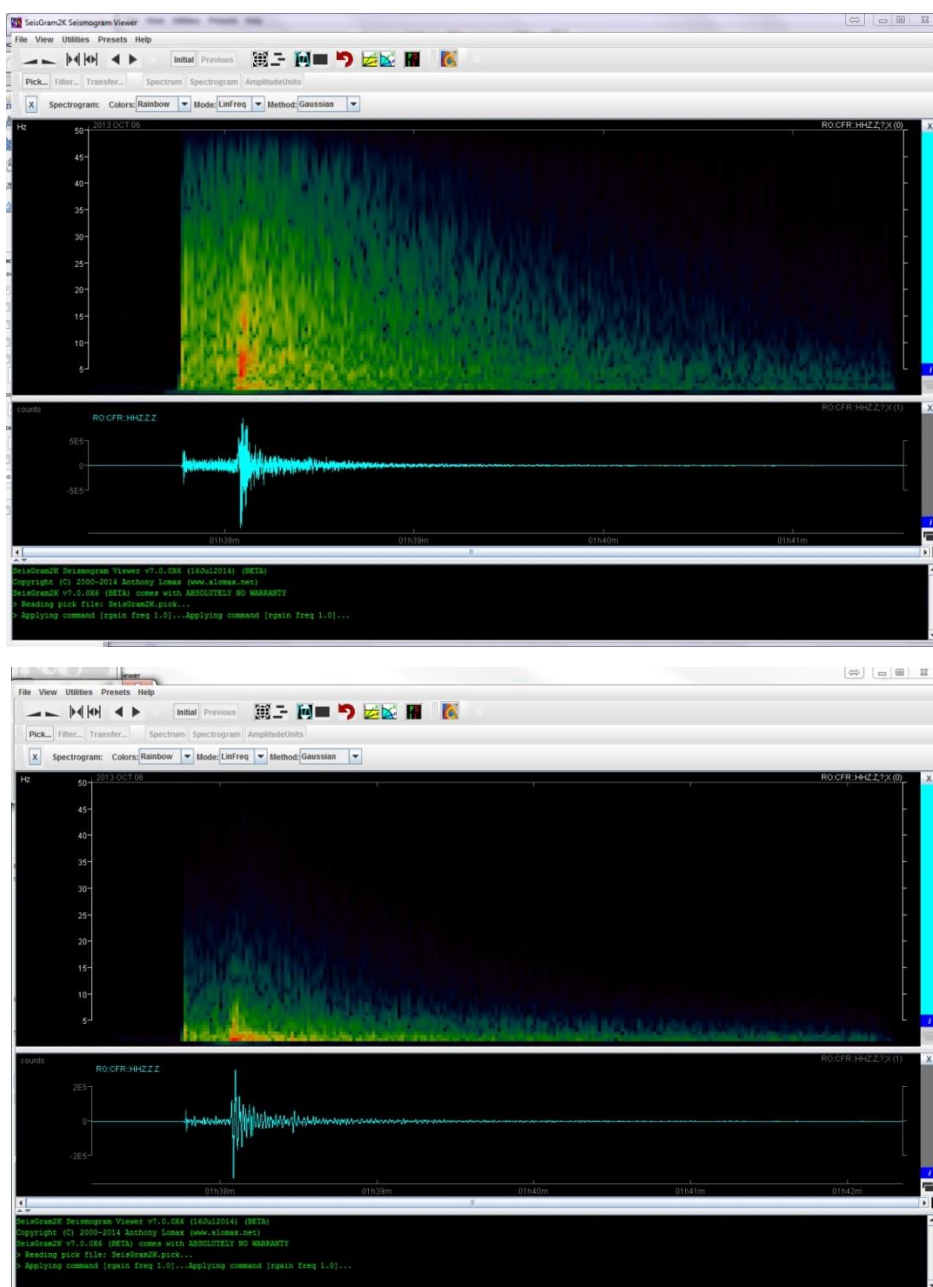 SeisGram2K Seismogram Viewer
File View Utilities Presets Help
Initial Previous
Pick... Filter... Transfer... Spectrum Spectrogram AmplitudeUnits
X Spectrogram: Colors: Rainbow Mode: LinFreq Method: Gaussian
Hz 50 2013 OCT 06 RO:CFR::HHZ:Z,?,X (0) X
45
40
35
30
25
20
15
10
5
i
counts RO:CFR::HHZ:Z,?,X (1) X
RO:CFR::HHZ:Z:Z
5E5
0
-5E5
i
01h38m 01h39m 01h40m 01h41m
SeisGram2K Seismogram Viewer v7.0.0X6 (16Jul2014) (BETA)
Copyright (C) 2000-2014 Anthony Lomax (www.alomax.net)
SeisGram2K v7.0.0X6 (BETA) comes with ABSOLUTELY NO WARRANTY
> Reading pick file: SeisGram2K.pick...
> Applying command [rgain freq 1.0]...Applying command [rgain freq 1.0]...
iewer
File View Utilities Presets Help
Initial Previous
Pick... Filter... Transfer... Spectrum Spectrogram AmplitudeUnits
X Spectrogram: Colors: Rainbow Mode: LinFreq Method: Gaussian
Hz 50 2013 OCT 06 RO:CFR::HHZ:Z,?,X (0) X
45
40
35
30
25
20
15
10
5
i
counts RO:CFR::HHZ:Z,?,X (1) X
RO:CFR::HHZ:Z:Z
2E5
0
-2E5
i
01h38m 01h39m 01h40m 01h41m 01h42m
SeisGram2K Seismogram Viewer v7.0.0X6 (16Jul2014) (BETA)
Copyright (C) 2000-2014 Anthony Lomax (www.alomax.net)
SeisGram2K v7.0.0X6 (BETA) comes with ABSOLUTELY NO WARRANTY
> Reading pick file: SeisGram2K.pick...
> Applying command [rgain freq 1.0]...Applying command [rgain freq 1.0]...